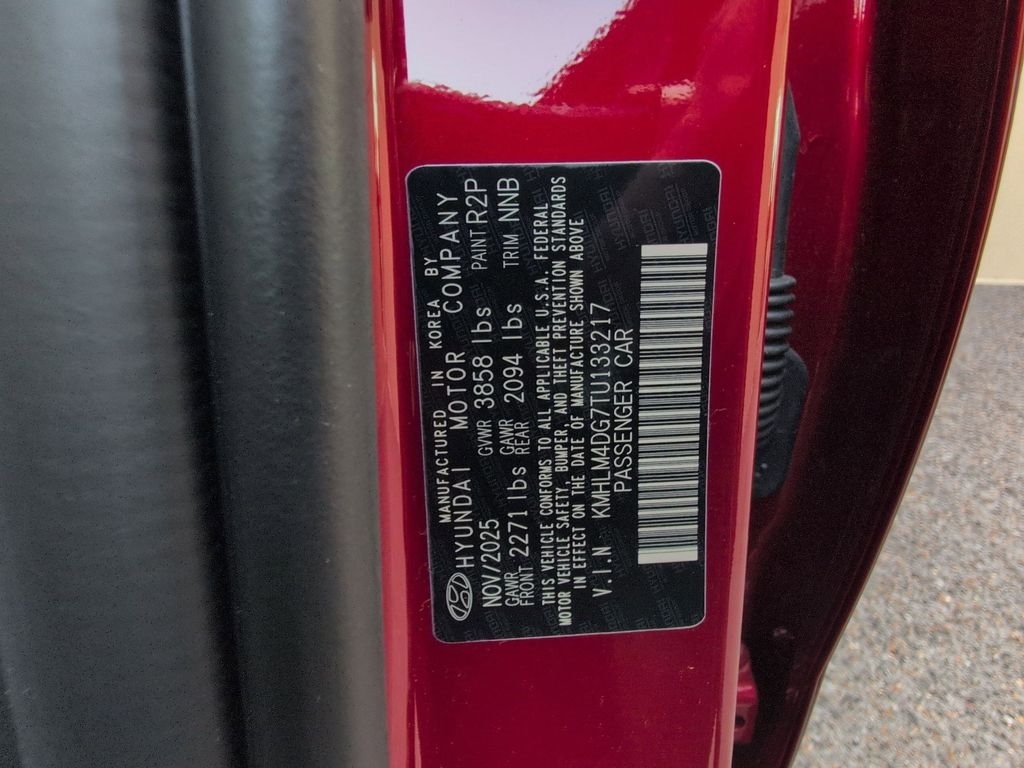 MANUFACTURED IN KOREA BY
HYUNDAI MOTOR COMPANY
NOV/2025 GVWR 3858 lbs PAINT R2P
GAWR FRONT 2271 lbs GAWR REAR 2094 lbs TRIM NNB
THIS VEHICLE CONFORMS TO ALL APPLICABLE U.S.A. FEDERAL
MOTOR VEHICLE SAFETY, BUMPER, AND THEFT PREVENTION STANDARDS
IN EFFECT ON THE DATE OF MANUFACTURE SHOWN ABOVE
V.I.N KMHLM4DG7TU133217
PASSENGER CAR